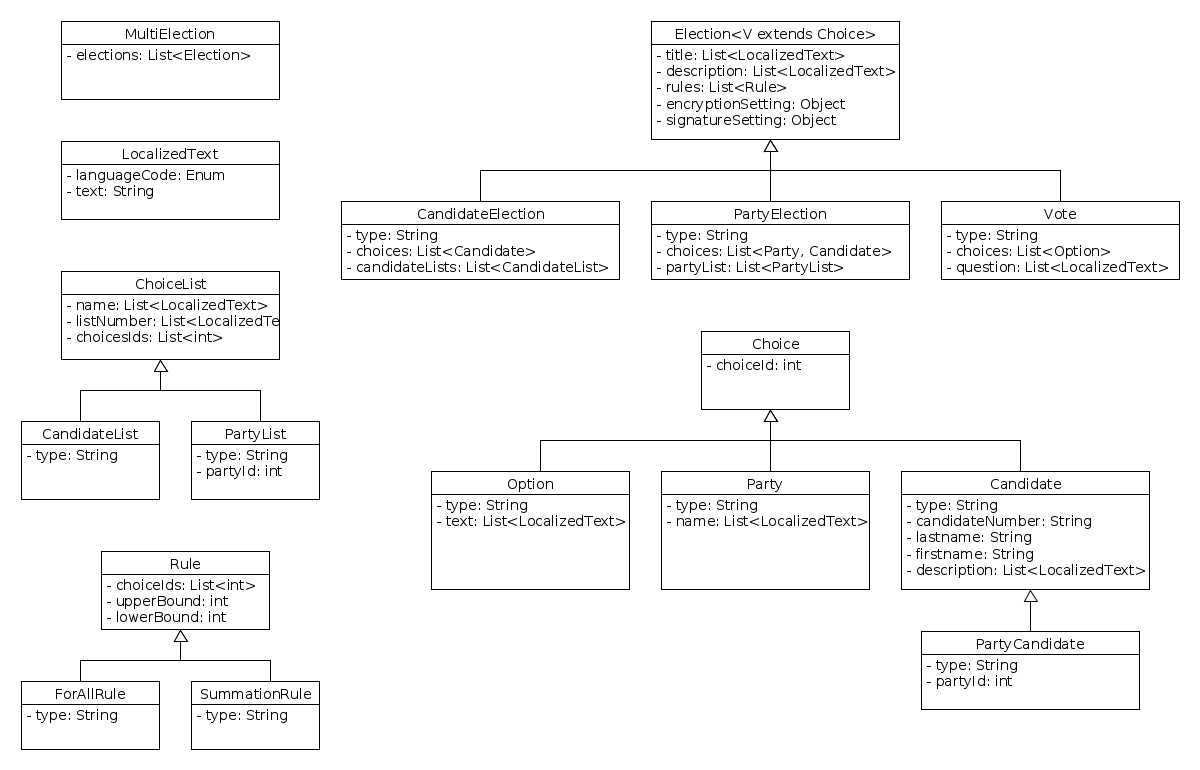 MultiElection
- elections: List<Election>
Election<V extends Choice>
- title: List<LocalizedText>
- description: List<LocalizedText>
- rules: List<Rule>
- encryptionSetting: Object
- signatureSetting: Object
LocalizedText
- languageCode: Enum
- text: String
CandidateElection
- type: String
- choices: List<Candidate>
- candidateLists: List<CandidateList>
PartyElection
- type: String
- choices: List<Party, Candidate>
- partyList: List<PartyList>
Vote
- type: String
- choices: List<Option>
- question: List<LocalizedText>
ChoiceList
- name: List<LocalizedText>
- listNumber: List<LocalizedTe
- choicesIds: List<int>
Choice
- choiceId: int
CandidateList
- type: String
PartyList
- type: String
- partyId: int
Option
- type: String
- text: List<LocalizedText>
Party
- type: String
- name: List<LocalizedText>
Candidate
- type: String
- candidateNumber: String
- lastname: String
- firstname: String
- description: List<LocalizedText>
Rule
- choiceIds: List<int>
- upperBound: int
- lowerBound: int
PartyCandidate
- type: String
- partyId: int
ForAllRule
- type: String
SummationRule
- type: String